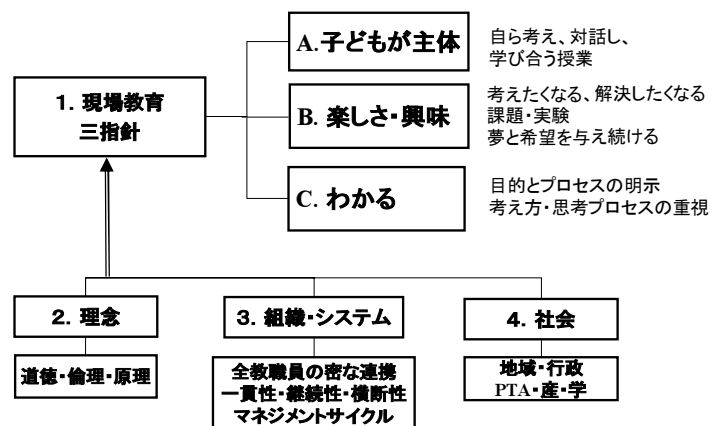 1. 現場教育
三指針
A.子どもが主体
自ら考え、対話し、
学び合う授業
B. 楽しさ・興味
考えたくなる、解決したくなる
課題・実験
夢と希望を与え続ける
C. わかる
目的とプロセスの明示
考え方・思考プロセスの重視
2. 理念
道徳・倫理・原理
3. 組織・システム
全教職員の密な連携
一貫性・継続性・横断性
マネジメントサイクル
4. 社会
地域・行政
PTA・産・学